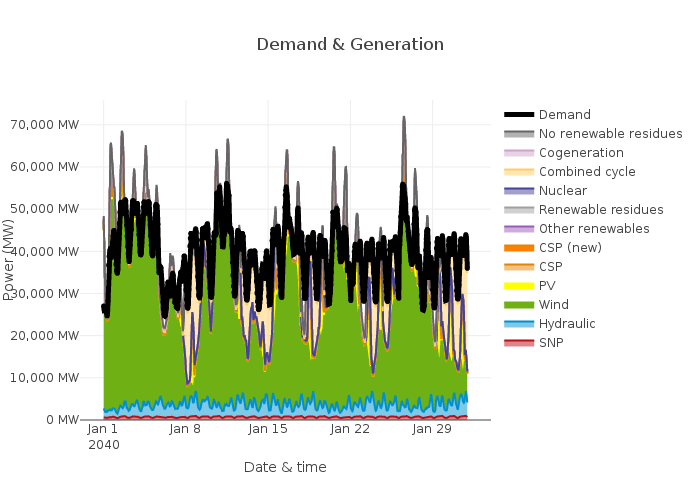 Demand & Generation
70,000 MW
60,000 MW
50,000 MW
40,000 MW
30,000 MW
20,000 MW
10,000 MW
0 MW
Power (MW)
Jan 1
2040
Jan 8
Jan 15
Jan 22
Jan 29
Date & time
Demand
No renewable residues
Cogeneration
Combined cycle
Nuclear
Renewable residues
Other renewables
CSP (new)
CSP
PV
Wind
Hydraulic
SNP